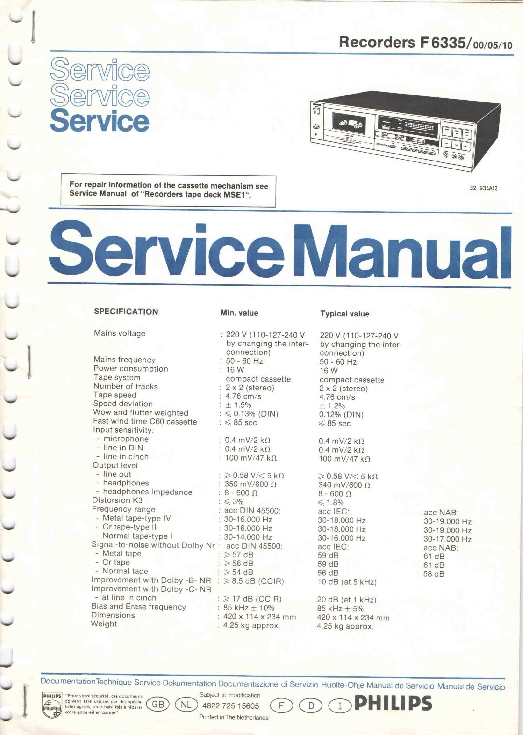 Recorders F6335/00/05/10
Service
Service
Service
For repair information of the cassette mechanism see
Service Manual of "Recorders tape deck MSE1".
Service Manual
SPECIFICATION Min. value Typical value
Mains voltage : 220 V (110-127-240 V 220 V (110-127-240 V
by changing the inter- by changing the inter-
connection) connection)
Mains frequency : 50 - 60 Hz 50 - 60 Hz
Power consumption : 16 W 16 W
Tape system : compact cassette compact cassette
Number of tracks : 2 x 2 (stereo) 2 x 2 (stereo)
Tape speed : 4.76 cm/s 4.76 cm/s
Speed deviation : ± 1.5% ± 1.2%
Wow and flutter weighted : ⩽ 0.13% (DIN) 0.12% (DIN)
Fast wind time C60 cassette : ⩽ 85 sec ⩽ 85 sec
Input sensitivity:
- microphone : 0.4 mV/2 kΩ 0.4 mV/2 kΩ
- line in DIN : 0.4 mV/2 kΩ 0.4 mV/2 kΩ
- line in cinch : 100 mV/47 kΩ 100 mV/47 kΩ
Output level
- line out : ⩾ 0.58 V/< 5 kΩ ⩾ 0.58 V/< 5 kΩ
- headphones : 350 mV/600 Ω 340 mV/600 Ω
- headphones impedance : 8 - 600 Ω 8 - 600 Ω
Distorsion K3 : ⩽ 3% ⩽ 1.8%
Frequency range : acc DIN 45500: acc IEC: acc NAB:
- Metal tape-type IV : 30-16.000 Hz 30-18.000 Hz 30-19.000 Hz
- Cr tape-type II : 30-16.000 Hz 30-18.000 Hz 30-19.000 Hz
Normal tape-type I : 30-14.000 Hz 30-16.000 Hz 30-17.000 Hz
Signal-to-noise without Dolby Nr : acc DIN 45500: acc IEC: acc NAB:
- Metal tape : ⩾ 57 dB 59 dB 61 dB
- Cr tape : ⩾ 56 dB 59 dB 61 dB
- Normal tape : ⩾ 54 dB 56 dB 58 dB
Improvement with Dolby -B- NR : ⩾ 8.5 dB (CCIR) 10 dB (at 5 kHz)
Improvement with Dolby -C- NR
- at line in cinch : ⩾ 17 dB (CCIR) 20 dB (at 1 kHz)
Bias and Erase frequency : 85 kHz ± 10% 85 kHz ± 5%
Dimensions : 420 x 114 x 234 mm 420 x 114 x 234 mm
Weight : 4.25 kg approx. 4.25 kg approx.
Documentation Technique Service Dokumentation Documentazione di Servizio Huolto-Ohje Manual de Servicio Manual de Servicio
PHILIPS
Subject to modification
GB NL 4822 725 15605 F D I PHILIPS
Printed in The Netherlands